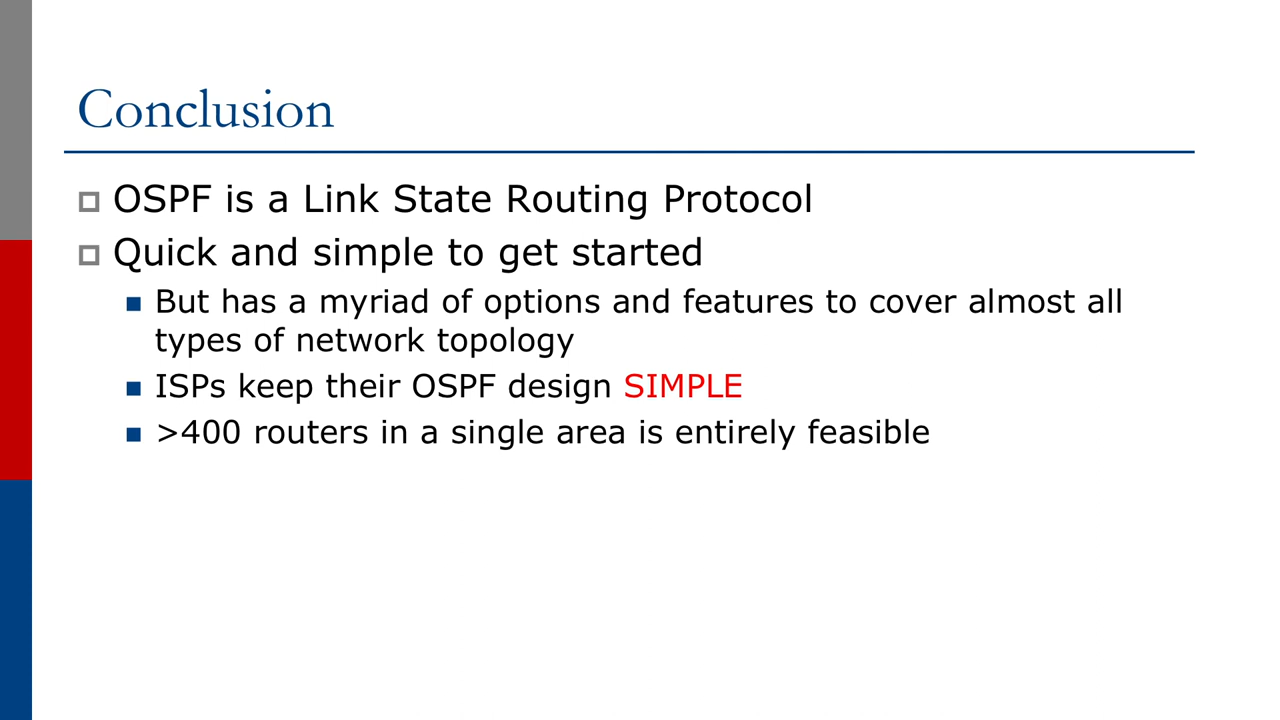 Conclusion
OSPF is a Link State Routing Protocol
Quick and simple to get started
But has a myriad of options and features to cover almost all
types of network topology
ISPs keep their OSPF design SIMPLE
>400 routers in a single area is entirely feasible